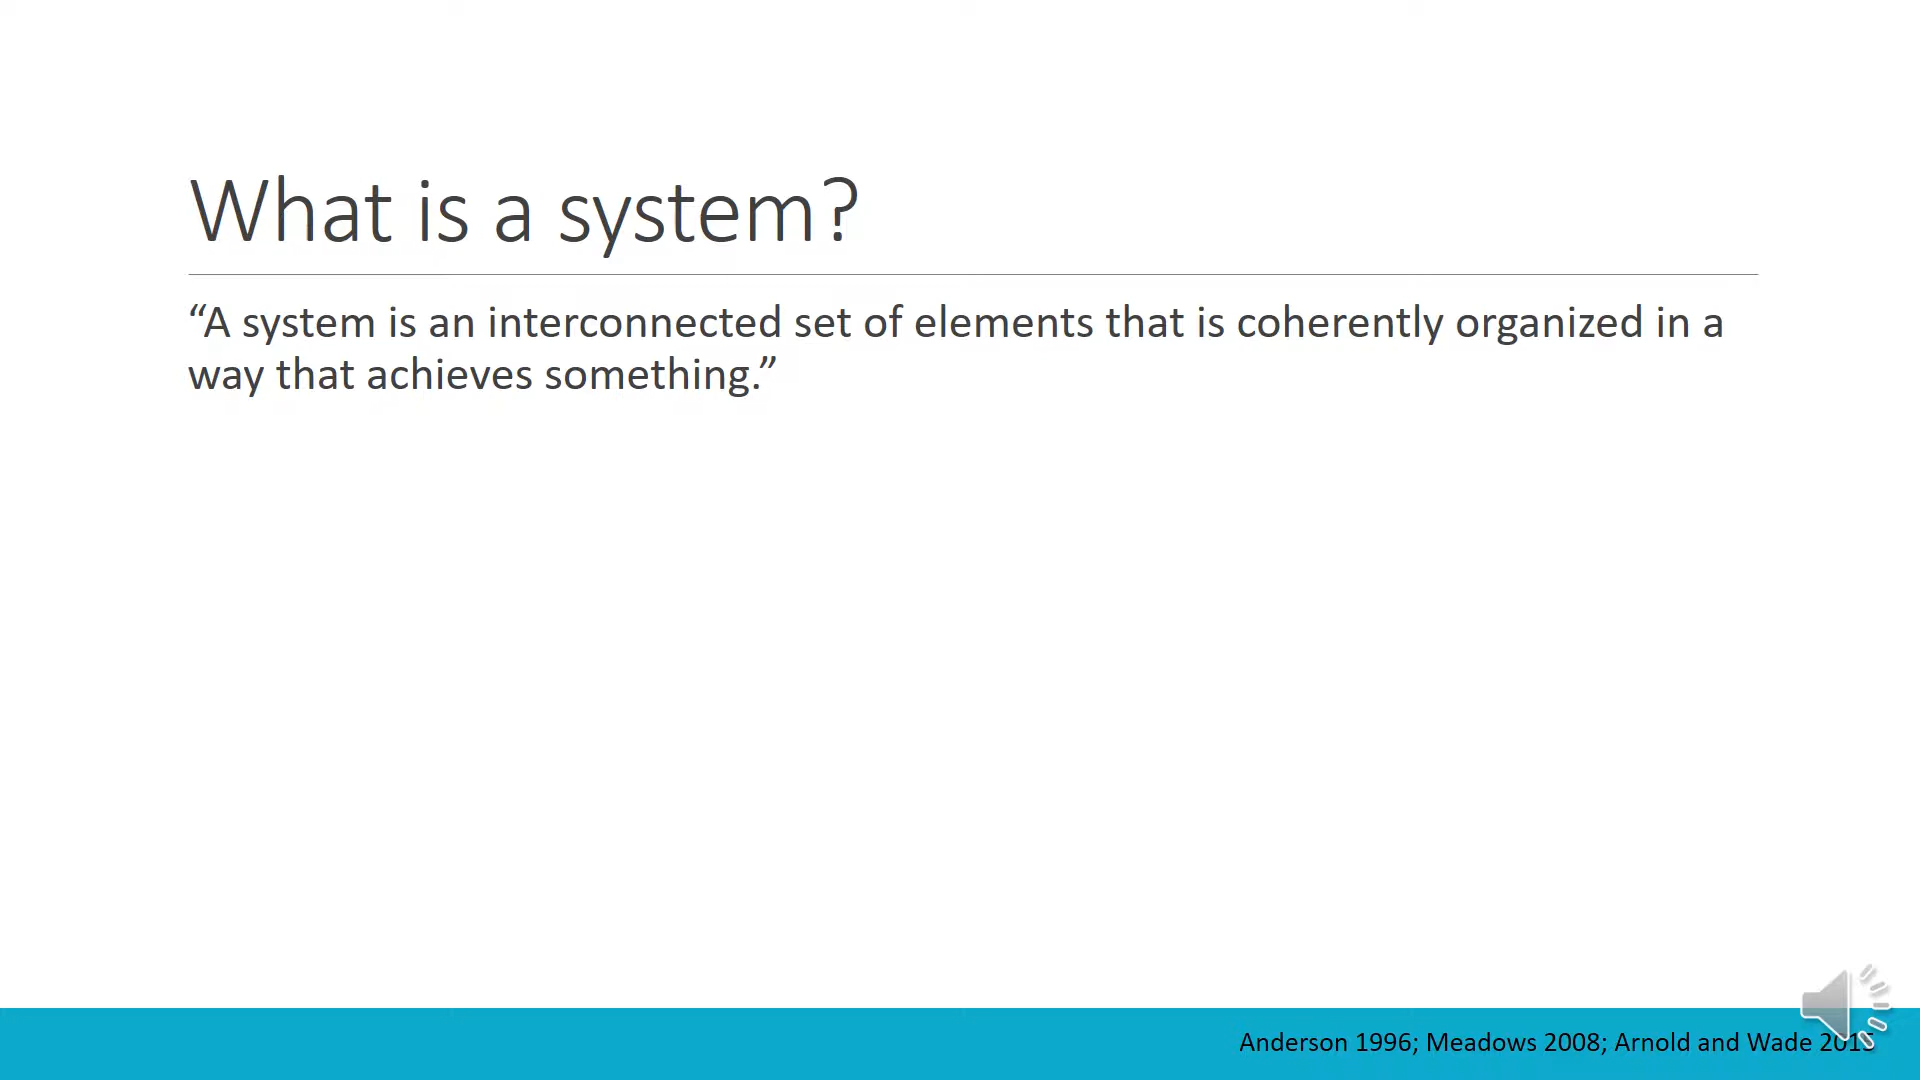 What is a system?
“A system is an interconnected set of elements that is coherently organized in a
way that achieves something.”
Anderson 1996; Meadows 2008; Arnold and Wade 2015